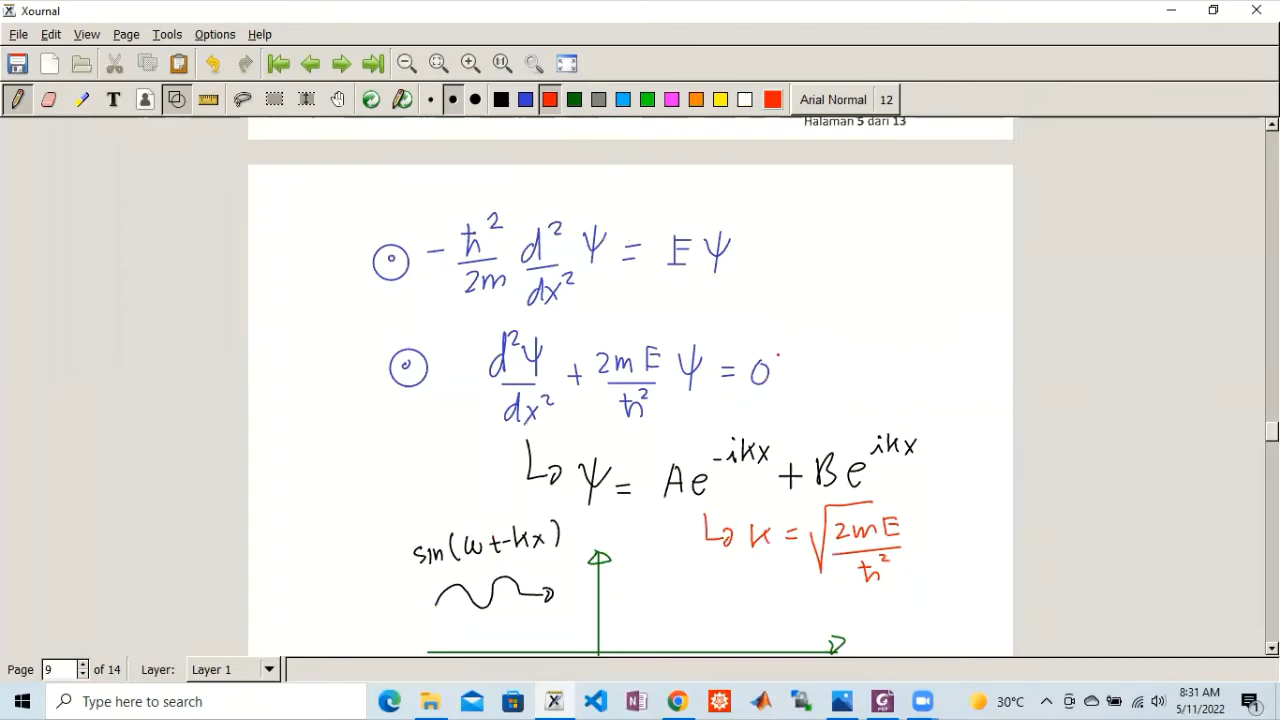 Xournal
File Edit View Page Tools Options Help
Arial Normal 12
Halaman 5 dari 13
-ħ²/2m d²/dx² Ψ = E Ψ
d²Ψ/dx² + 2mE/ħ² Ψ = 0
Ψ = Ae^-ikx + Be^ikx
k = √2mE/ħ²
sin(ωt-kx)
Page 9 of 14 Layer: Layer 1
Type here to search
30°C
8:31 AM
5/11/2022